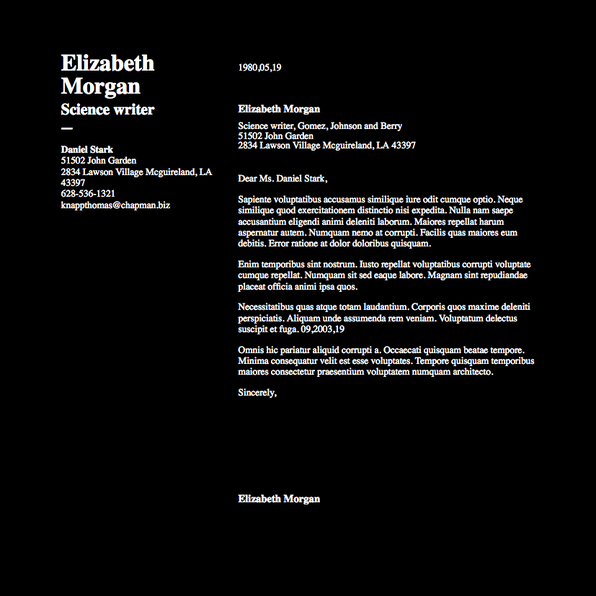 Elizabeth
Morgan
Science writer
Daniel Stark
51502 John Garden
2834 Lawson Village Mcguireland, LA
43397
628-536-1321
knappthomas@chapman.biz
1980,05,19
Elizabeth Morgan
Science writer, Gomez, Johnson and Berry
51502 John Garden
2834 Lawson Village Mcguireland, LA 43397
Dear Ms. Daniel Stark,
Sapiente voluptatibus accusamus similique iure odit cumque optio. Neque
similique quod exercitationem distinctio nisi expedita. Nulla nam saepe
accusantium eligendi animi deleniti laborum. Maiores repellat harum
aspernatur autem. Numquam nemo at corrupti. Facilis quas maiores eum
debitis. Error ratione at dolor doloribus quisquam.
Enim temporibus sint nostrum. Iusto repellat voluptatibus corrupti voluptate
cumque repellat. Numquam sit sed eaque labore. Magnam sint repudiandae
placeat officia animi ipsa quos.
Necessitatibus quas atque totam laudantium. Corporis quos maxime deleniti
perspiciatis. Aliquam unde assumenda rem veniam. Voluptatum delectus
suscipit et fuga. 09,2003,19
Omnis hic pariatur aliquid corrupti a. Occaecati quisquam beatae tempore.
Minima consequatur velit est esse voluptates. Tempore quisquam temporibus
maiores consectetur praesentium voluptatem numquam architecto.
Sincerely,
Elizabeth Morgan